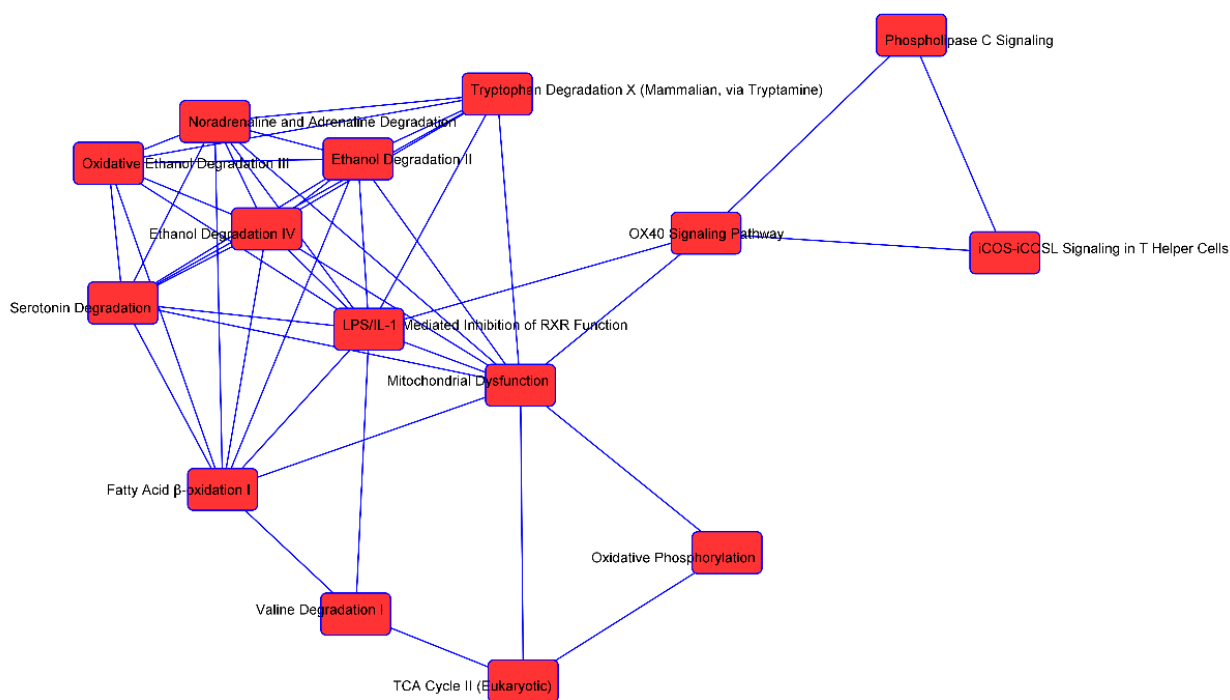 Phospholipase C Signaling
Tryptophan Degradation X (Mammalian, via Tryptamine)
Noradrenaline and Adrenaline Degradation
Ethanol Degradation II
Oxidative Ethanol Degradation III
Ethanol Degradation IV
OX40 Signaling Pathway
iCOS-iCOSL Signaling in T Helper Cells
Serotonin Degradation
LPS/IL-1 Mediated Inhibition of RXR Function
Mitochondrial Dysfunction
Fatty Acid β-oxidation I
Oxidative Phosphorylation
Valine Degradation I
TCA Cycle II (Eukaryotic)